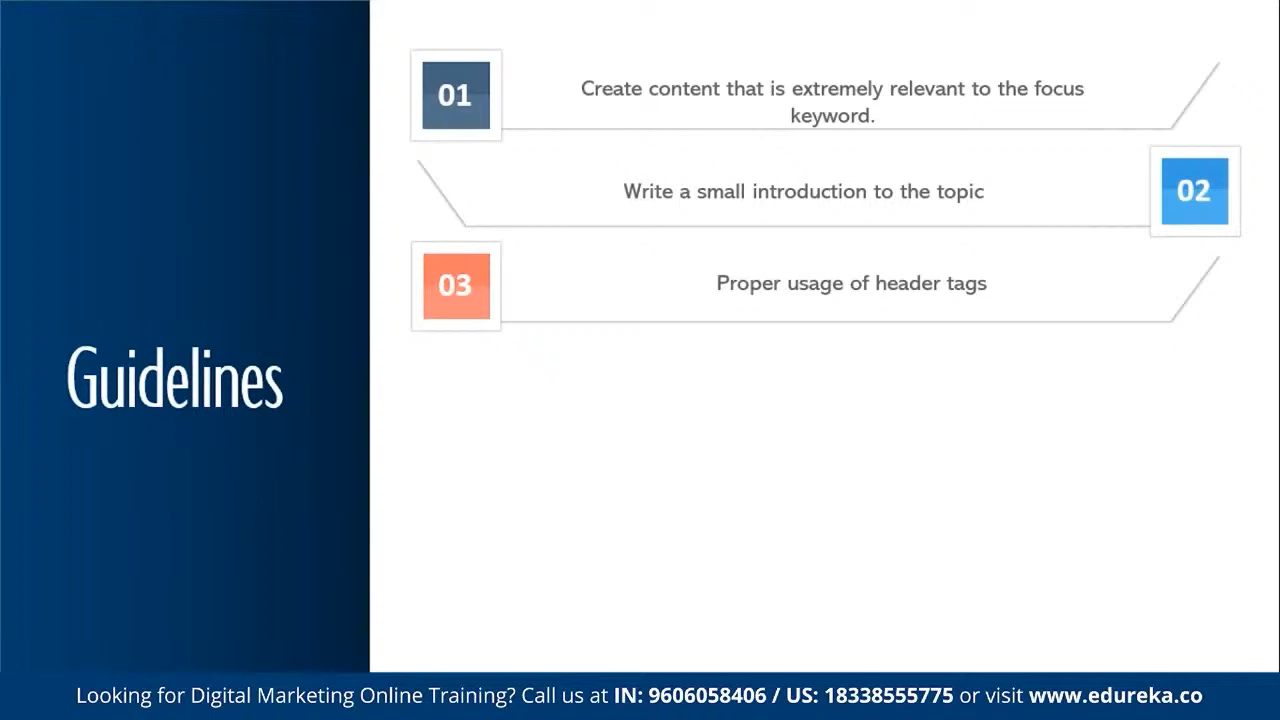 01
Create content that is extremely relevant to the focus
keyword.
Write a small introduction to the topic
02
03
Proper usage of header tags
Guidelines
Looking for Digital Marketing Online Training? Call us at IN: 9606058406 / US: 18338555775 or visit www.edureka.co